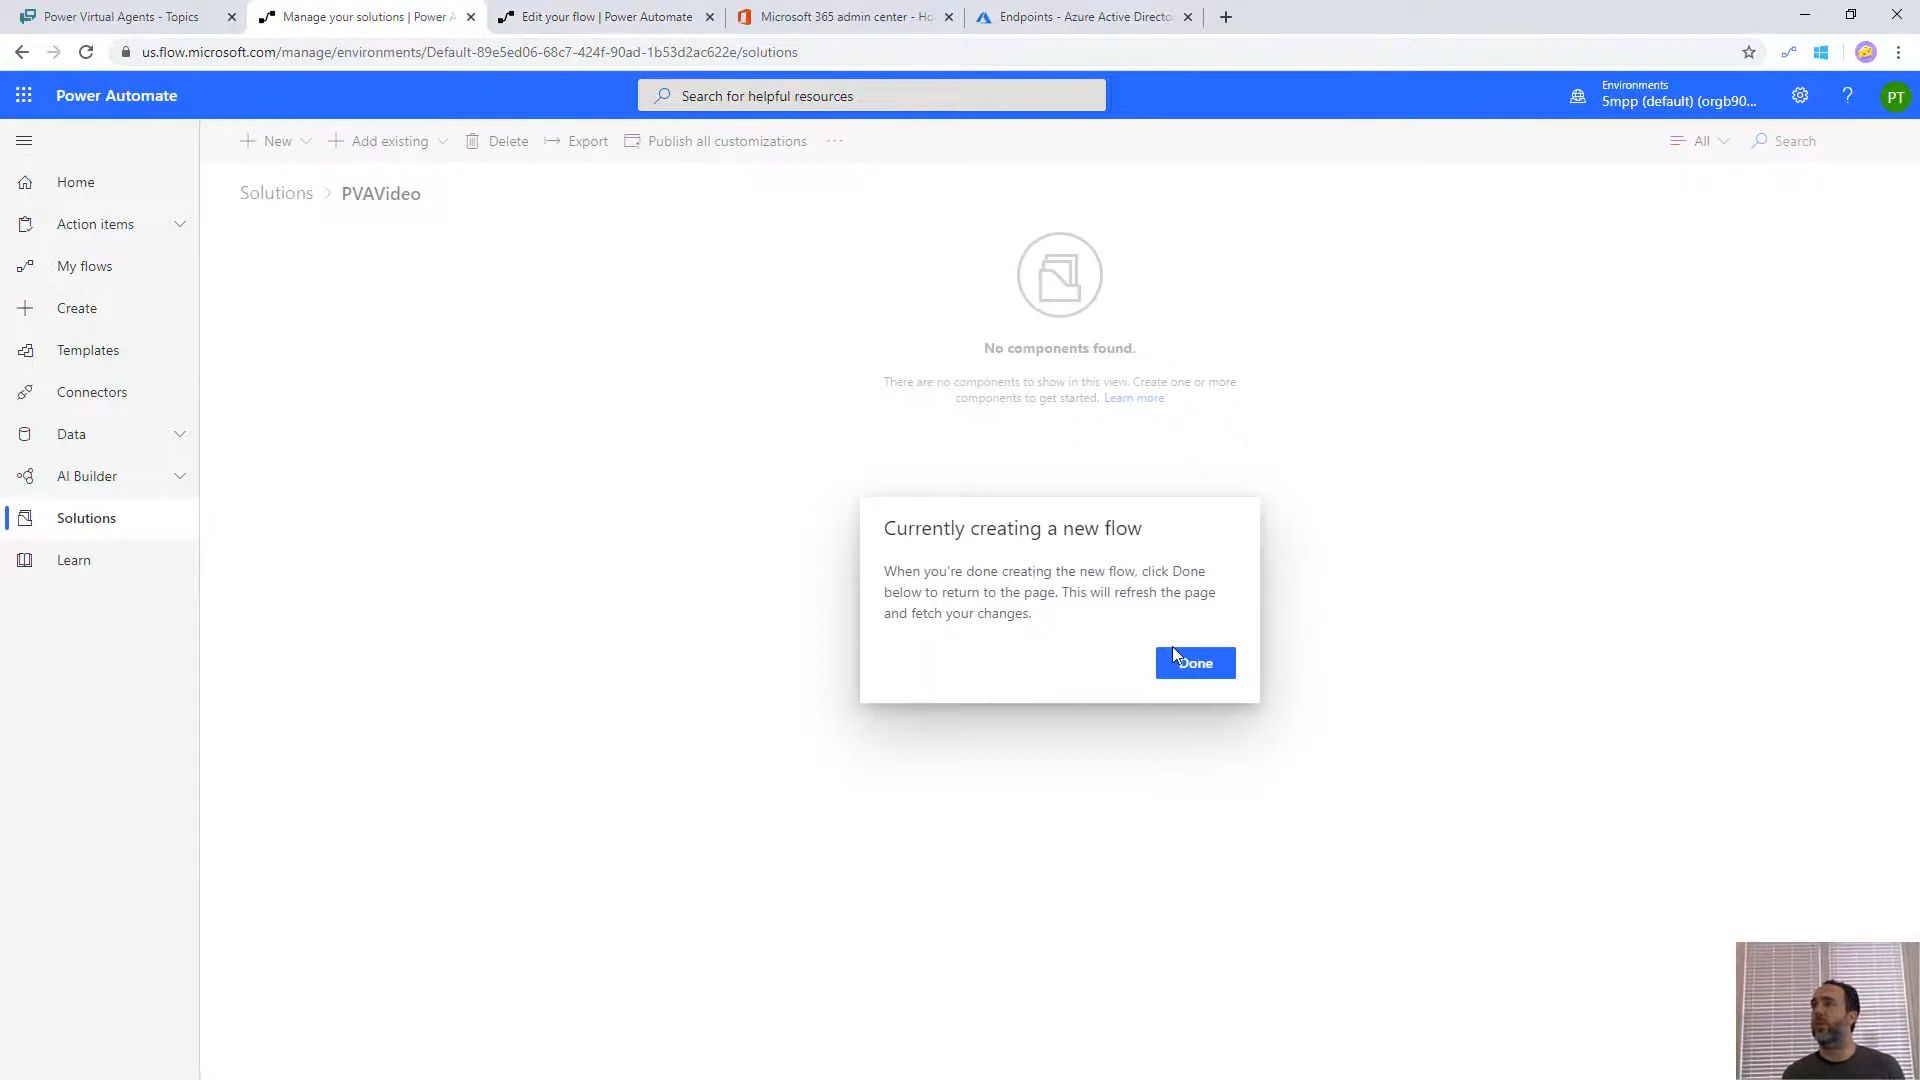 Power Virtual Agents - Topics
Manage your solutions | Power A
Edit your flow | Power Automate
Microsoft 365 admin center - Ho
Endpoints - Azure Active Directo
us.flow.microsoft.com/manage/environments/Default-89e5ed06-68c7-424f-90ad-1b53d2ac622e/solutions
Power Automate
Search for helpful resources
Environments
5mpp (default) (orgb90...
?
PT
New
Add existing
Delete
Export
Publish all customizations
...
All
Search
Home
Action items
My flows
Create
Templates
Connectors
Data
AI Builder
Solutions
Learn
Solutions > PVAVideo
No components found.
There are no components to show in this view. Create one or more
components to get started. Learn more
Currently creating a new flow
When you're done creating the new flow, click Done
below to return to the page. This will refresh the page
and fetch your changes.
Done